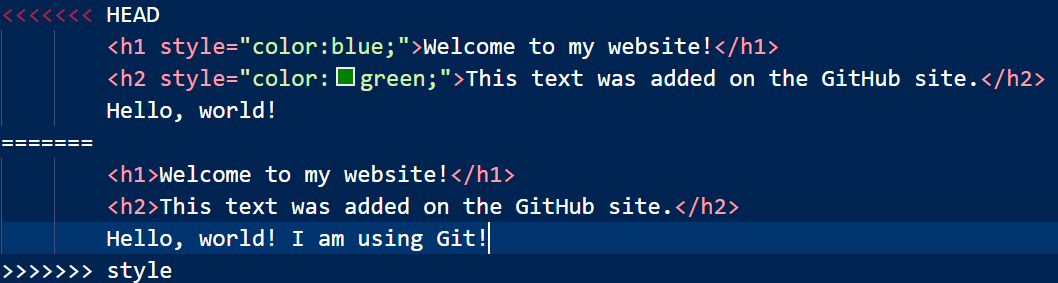 <<<<<<< HEAD
<h1 style="color:blue;">Welcome to my website!</h1>
<h2 style="color:green;">This text was added on the GitHub site.</h2>
Hello, world!
=======
<h1>Welcome to my website!</h1>
<h2>This text was added on the GitHub site.</h2>
Hello, world! I am using Git!
>>>>>>> style